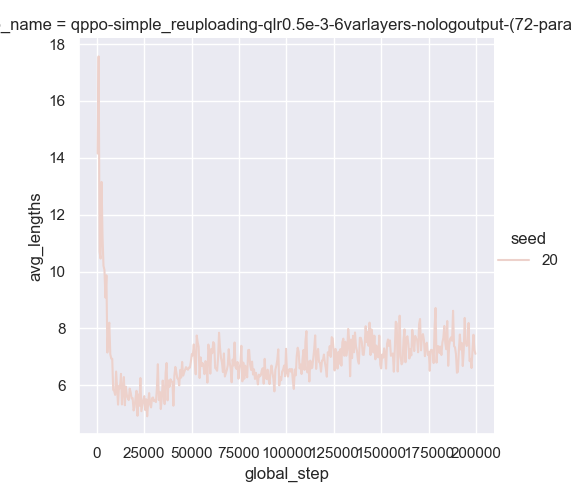 _name = qppo-simple_reuploading-qlr0.5e-3-6varlayers-nologoutput-(72-para
18
16
14
12
10
8
6
avg_lengths
seed
20
0 25000 50000 75000 100000 125000 150000 175000 200000
global_step